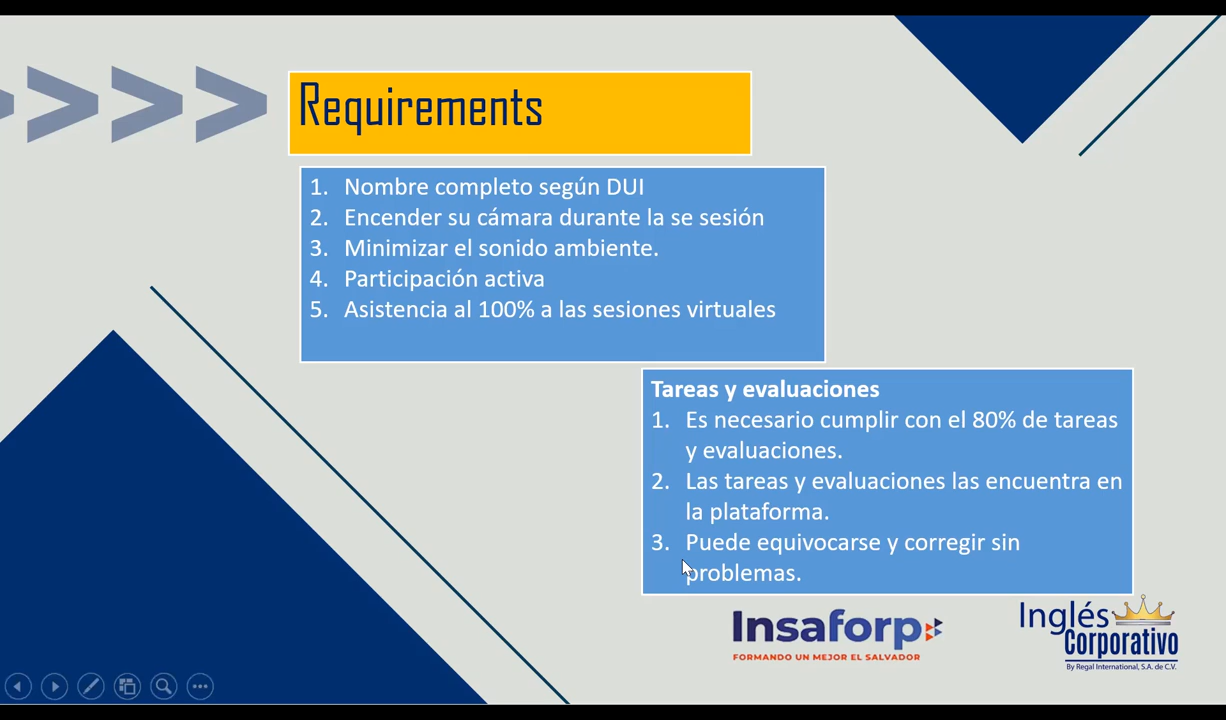 Requirements
1. Nombre completo según DUI
2. Encender su cámara durante la se sesión
3. Minimizar el sonido ambiente.
4. Participación activa
5. Asistencia al 100% a las sesiones virtuales
Tareas y evaluaciones
1. Es necesario cumplir con el 80% de tareas
y evaluaciones.
2. Las tareas y evaluaciones las encuentra en
la plataforma.
3. Puede equivocarse y corregir sin
problemas.
Insaforp
FORMANDO UN MEJOR EL SALVADOR
Inglés
Corporativo
By Regal International, S.A. de C.V.